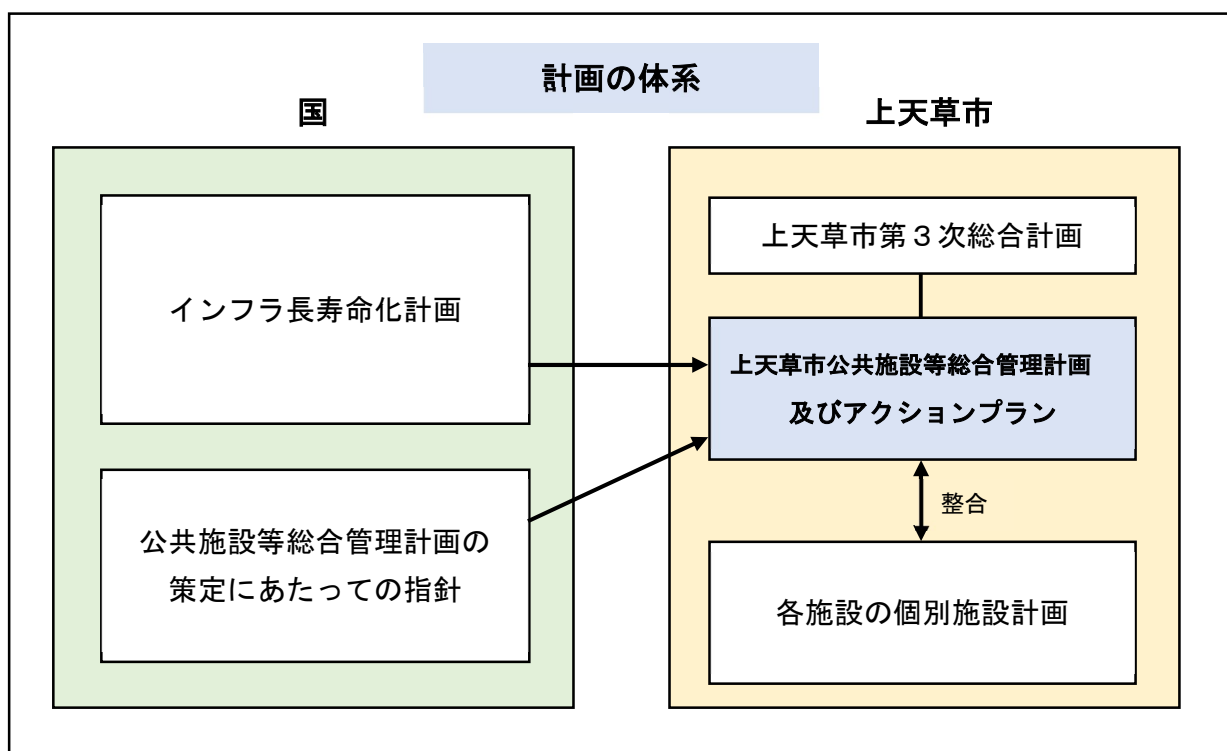 計画の体系
国
上天草市
インフラ長寿命化計画
公共施設等総合管理計画の
策定にあたっての指針
上天草市第３次総合計画
上天草市公共施設等総合管理計画
及びアクションプラン
整合
各施設の個別施設計画